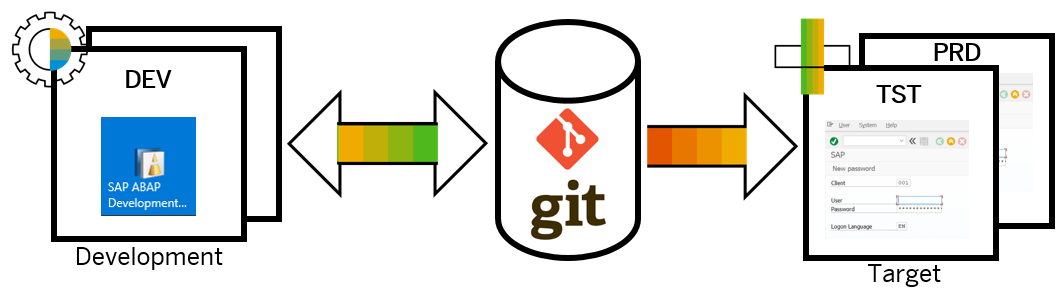 DEV
SAP ABAP
Development...
Development
git
PRD
TST
User System Help
SAP
New password
Client 001
User
Password ************
Logon Language EN
Target